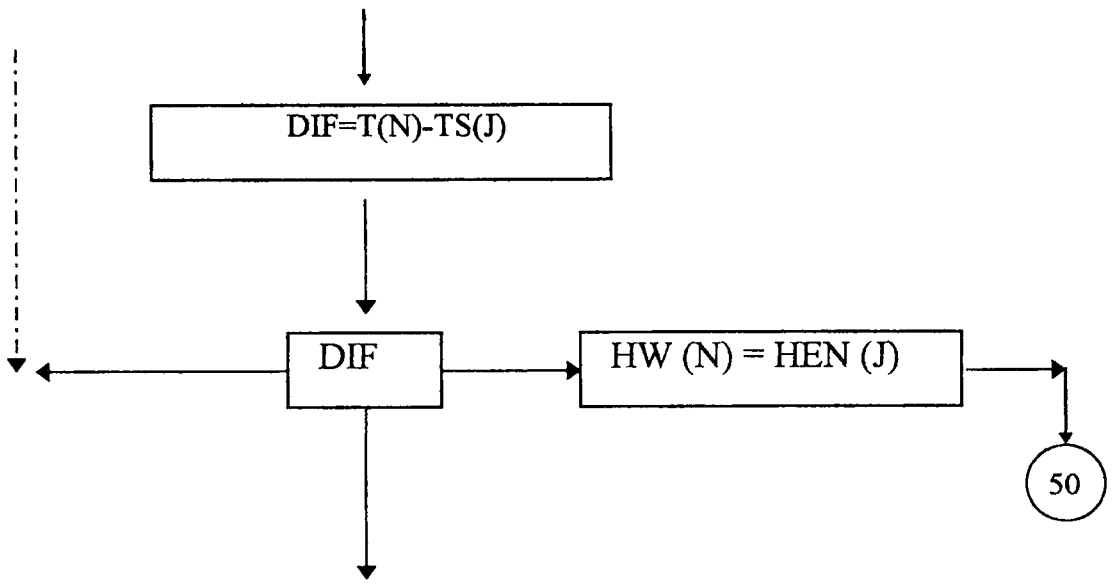 DIF=T(N)-TS(J)
DIF
HW (N) = HEN (J)
50